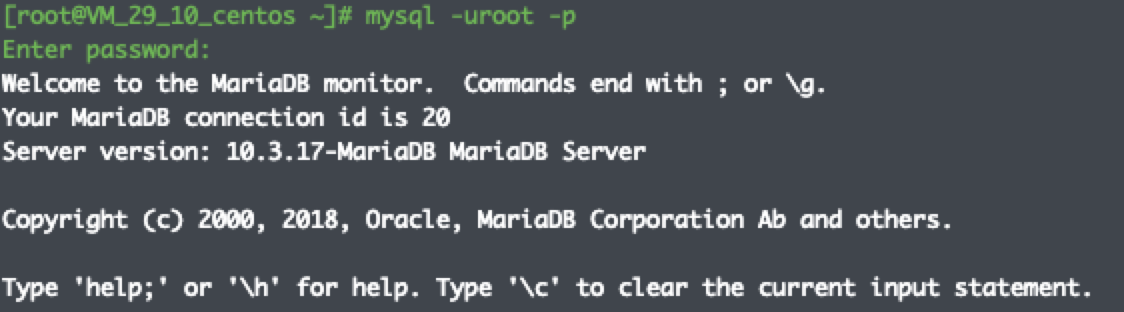 [root@VM_29_10_centos ~]# mysql -uroot -p
Enter password:
Welcome to the MariaDB monitor.  Commands end with ; or \g.
Your MariaDB connection id is 20
Server version: 10.3.17-MariaDB MariaDB Server
Copyright (c) 2000, 2018, Oracle, MariaDB Corporation Ab and others.
Type 'help;' or '\h' for help. Type '\c' to clear the current input statement.